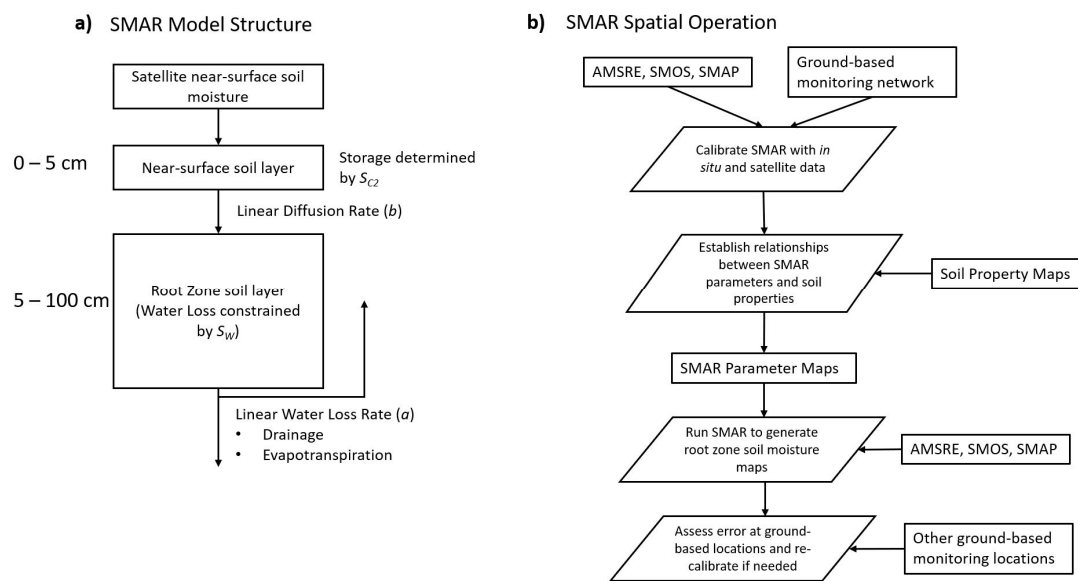 a) SMAR Model Structure
Satellite near-surface soil
moisture
0 – 5 cm
Near-surface soil layer
Storage determined
by S_C2
Linear Diffusion Rate (b)
5 – 100 cm
Root Zone soil layer
(Water Loss constrained
by S_W)
Linear Water Loss Rate (a)
• Drainage
• Evapotranspiration
b) SMAR Spatial Operation
AMSRE, SMOS, SMAP
Ground-based
monitoring network
Calibrate SMAR with in
situ and satellite data
Establish relationships
between SMAR
parameters and soil
properties
Soil Property Maps
SMAR Parameter Maps
Run SMAR to generate
root zone soil moisture
maps
AMSRE, SMOS, SMAP
Assess error at ground-
based locations and re-
calibrate if needed
Other ground-based
monitoring locations